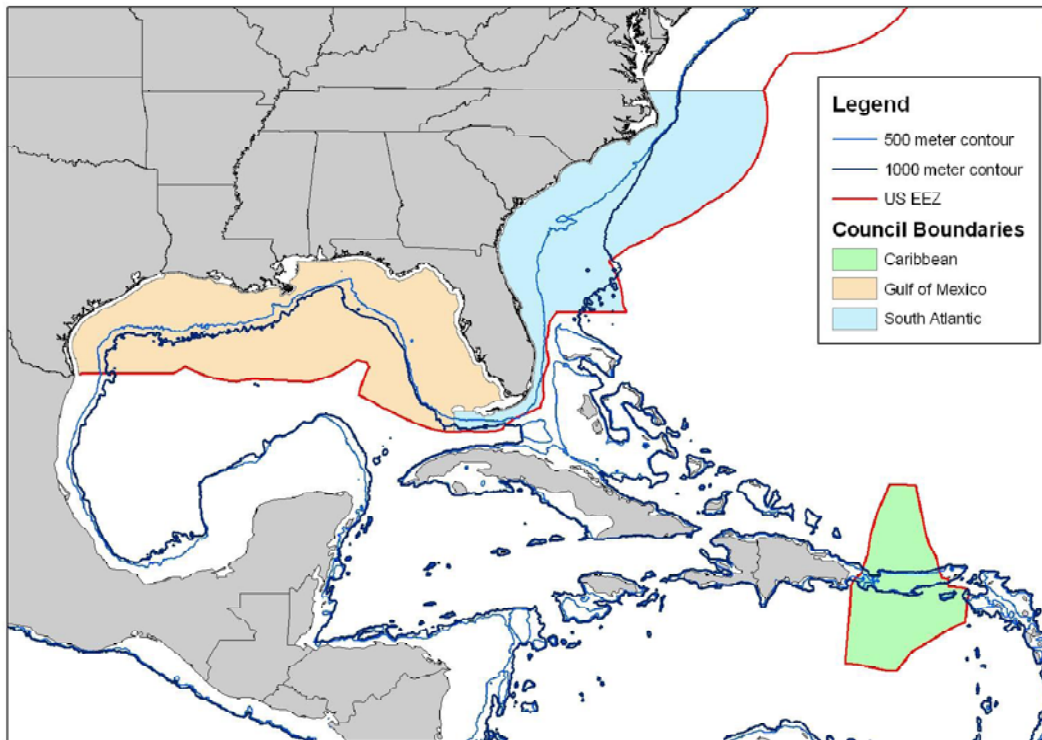 Legend
500 meter contour
1000 meter contour
US EEZ
Council Boundaries
Caribbean
Gulf of Mexico
South Atlantic